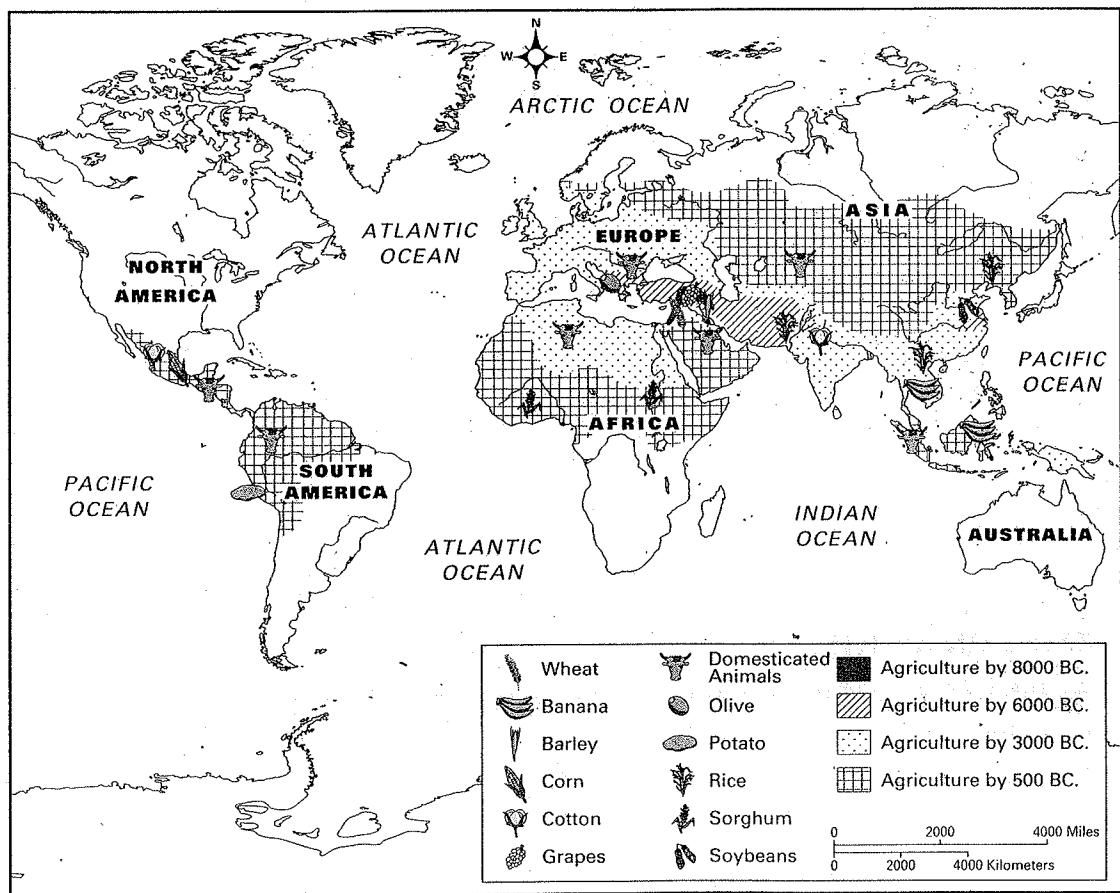 N
W E
S
ARCTIC OCEAN
ATLANTIC
OCEAN
EUROPE
ASIA
NORTH
AMERICA
PACIFIC
OCEAN
AFRICA
SOUTH
AMERICA
PACIFIC
OCEAN
INDIAN
OCEAN
AUSTRALIA
ATLANTIC
OCEAN
Wheat
Banana
Barley
Corn
Cotton
Grapes
Domesticated
Animals
Olive
Potato
Rice
Sorghum
Soybeans
Agriculture by 8000 BC.
Agriculture by 6000 BC.
Agriculture by 3000 BC.
Agriculture by 500 BC.
0 2000 4000 Miles
0 2000 4000 Kilometers